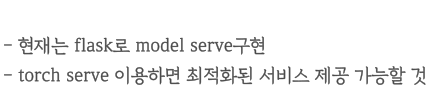 - 현재는 flask로 model serve구현
- torch serve 이용하면 최적화된 서비스 제공 가능할 것